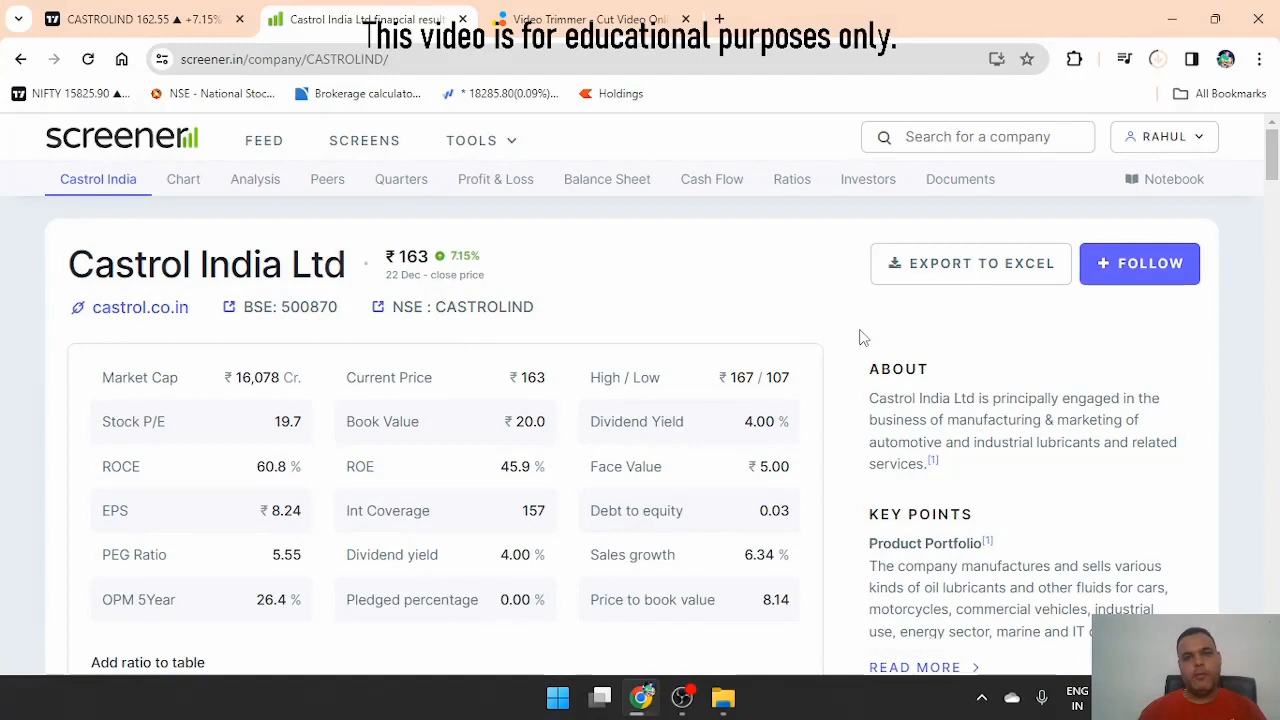 CASTROLIND 162.55 ▲ +7.15%
Castrol India Ltd financial result
Video Trimmer - Cut Video Onl
This video is for educational purposes only.
screener.in/company/CASTROLIND/
NIFTY 15825.90 ▲...
NSE - National Stoc...
Brokerage calculato...
* 18285.80(0.09%)...
Holdings
All Bookmarks
screener
FEED
SCREENS
TOOLS
Search for a company
RAHUL
Castrol India
Chart
Analysis
Peers
Quarters
Profit & Loss
Balance Sheet
Cash Flow
Ratios
Investors
Documents
Notebook
Castrol India Ltd
₹ 163 7.15%
22 Dec - close price
EXPORT TO EXCEL
+ FOLLOW
castrol.co.in
BSE: 500870
NSE : CASTROLIND
Market Cap ₹ 16,078 Cr.
Current Price ₹ 163
High / Low ₹ 167 / 107
Stock P/E 19.7
Book Value ₹ 20.0
Dividend Yield 4.00 %
ROCE 60.8 %
ROE 45.9 %
Face Value ₹ 5.00
EPS ₹ 8.24
Int Coverage 157
Debt to equity 0.03
PEG Ratio 5.55
Dividend yield 4.00 %
Sales growth 6.34 %
OPM 5Year 26.4 %
Pledged percentage 0.00 %
Price to book value 8.14
Add ratio to table
ABOUT
Castrol India Ltd is principally engaged in the
business of manufacturing & marketing of
automotive and industrial lubricants and related
services.[1]
KEY POINTS
Product Portfolio[1]
The company manufactures and sells various
kinds of oil lubricants and other fluids for cars,
motorcycles, commercial vehicles, industrial
use, energy sector, marine and IT
READ MORE >
ENG
IN